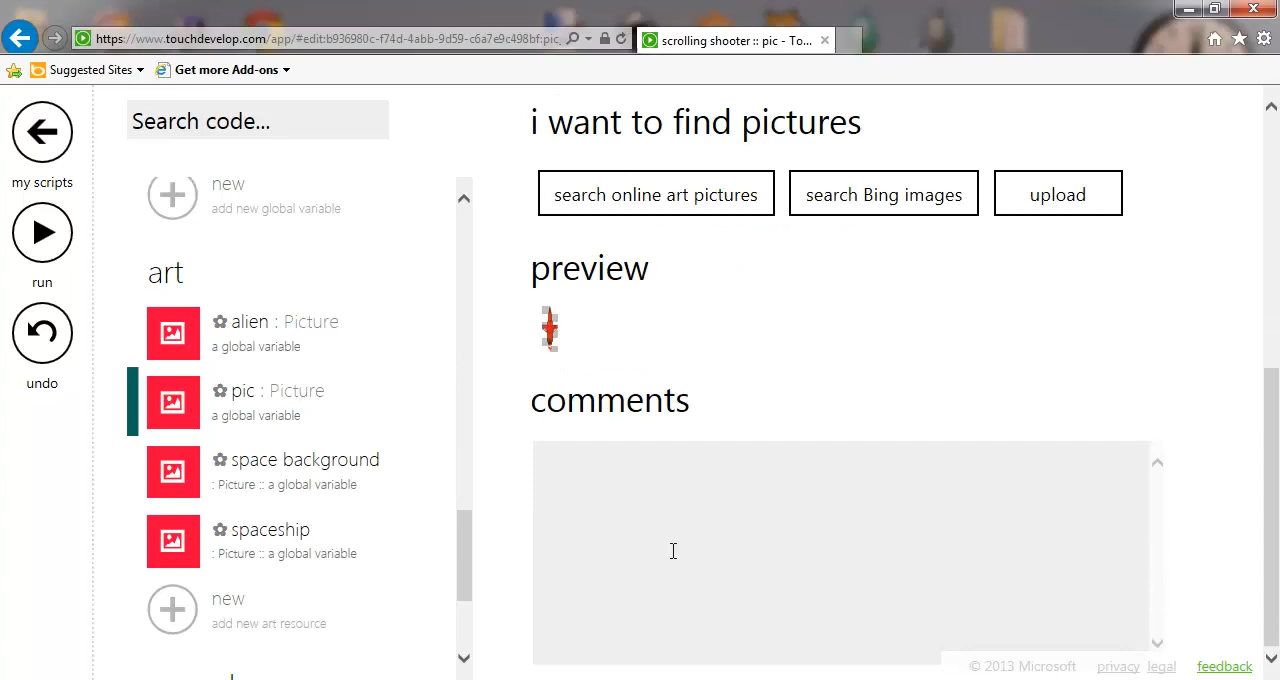 https://www.touchdevelop.com/app/#edit:b936980c-f74d-4abb-9d59-c6a7e9c498bf:pic
scrolling shooter :: pic - To...
Suggested Sites
Get more Add-ons
my scripts
run
undo
Search code...
new
add new global variable
art
alien : Picture
a global variable
pic : Picture
a global variable
space background
: Picture :: a global variable
spaceship
: Picture :: a global variable
new
add new art resource
i want to find pictures
search online art pictures
search Bing images
upload
preview
comments
© 2013 Microsoft privacy legal feedback